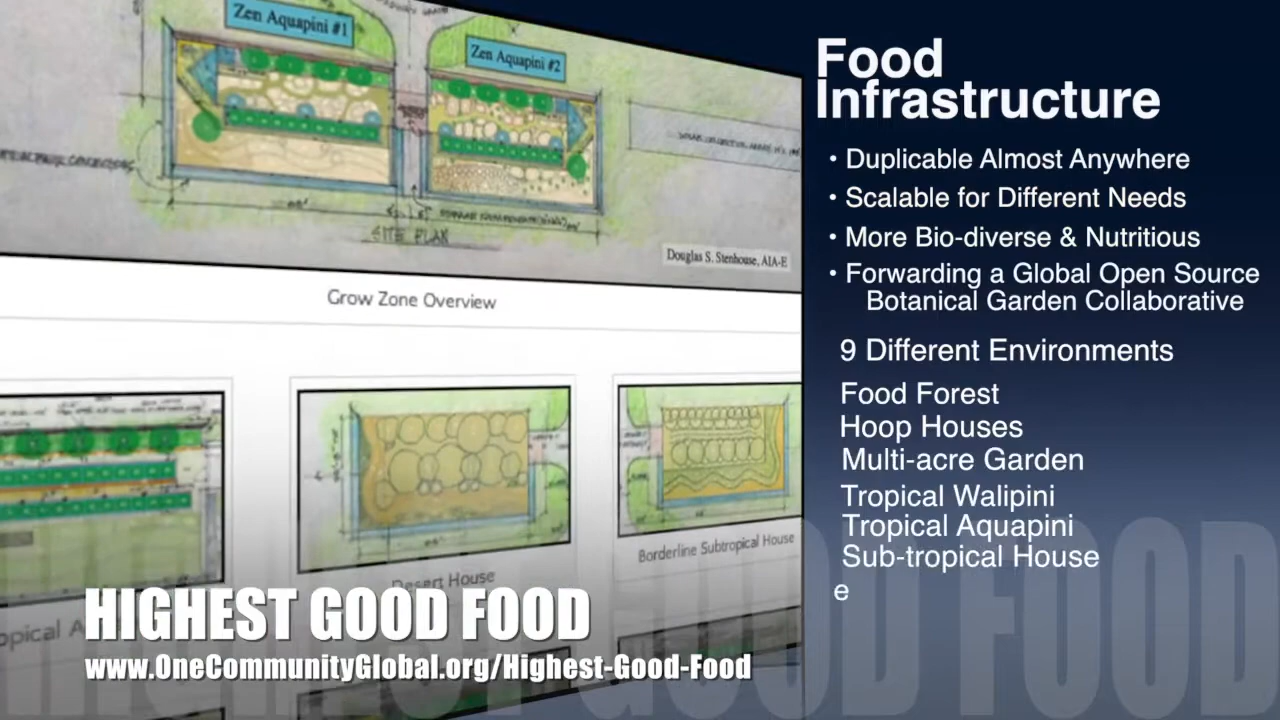 Zen Aquapini #1
Zen Aquapini #2
SITE PLAN
Douglas S. Stenhouse, AIA-E
Grow Zone Overview
Desert House
Borderline Subtropical House
HIGHEST GOOD FOOD
www.OneCommunityGlobal.org/Highest-Good-Food
Food
Infrastructure
• Duplicable Almost Anywhere
• Scalable for Different Needs
• More Bio-diverse & Nutritious
• Forwarding a Global Open Source
Botanical Garden Collaborative
9 Different Environments
Food Forest
Hoop Houses
Multi-acre Garden
Tropical Walipini
Tropical Aquapini
Sub-tropical House
e
GOOD FOOD